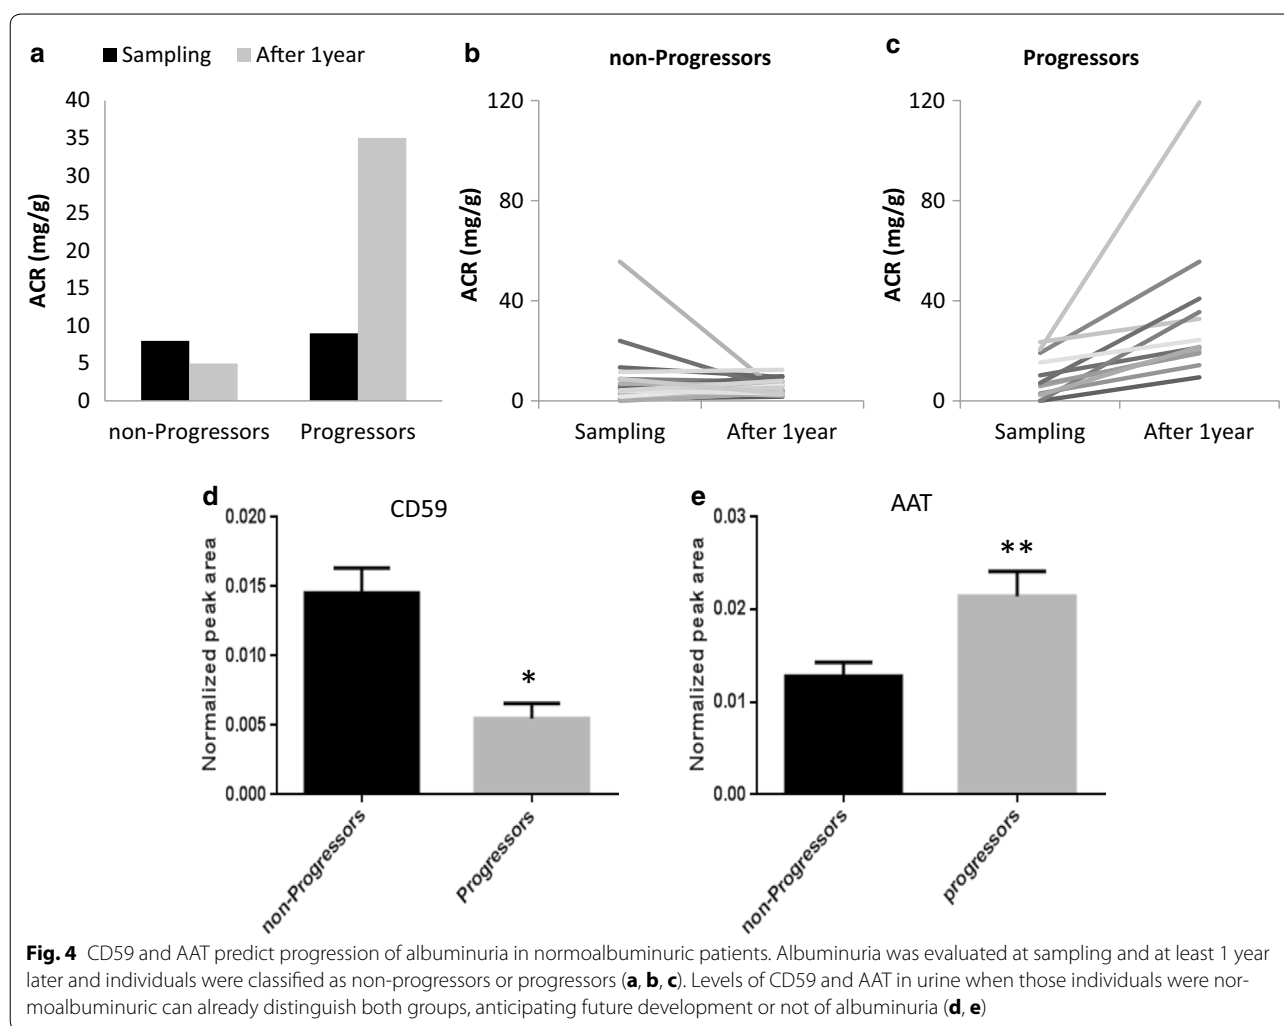 a
Sampling
After 1year
ACR (mg/g)
40
35
30
25
20
15
10
5
0
non-Progressors
Progressors
b
non-Progressors
ACR (mg/g)
120
80
40
0
Sampling
After 1year
c
Progressors
ACR (mg/g)
120
80
40
0
Sampling
After 1year
d
CD59
Normalized peak area
0.020
0.015
0.010
0.005
0.000
*
non-Progressors
Progressors
e
AAT
Normalized peak area
0.03
0.02
0.01
0.00
**
non-Progressors
progressors
Fig. 4 CD59 and AAT predict progression of albuminuria in normoalbuminuric patients. Albuminuria was evaluated at sampling and at least 1 year
later and individuals were classified as non-progressors or progressors (a, b, c). Levels of CD59 and AAT in urine when those individuals were nor-
moalbuminuric can already distinguish both groups, anticipating future development or not of albuminuria (d, e)